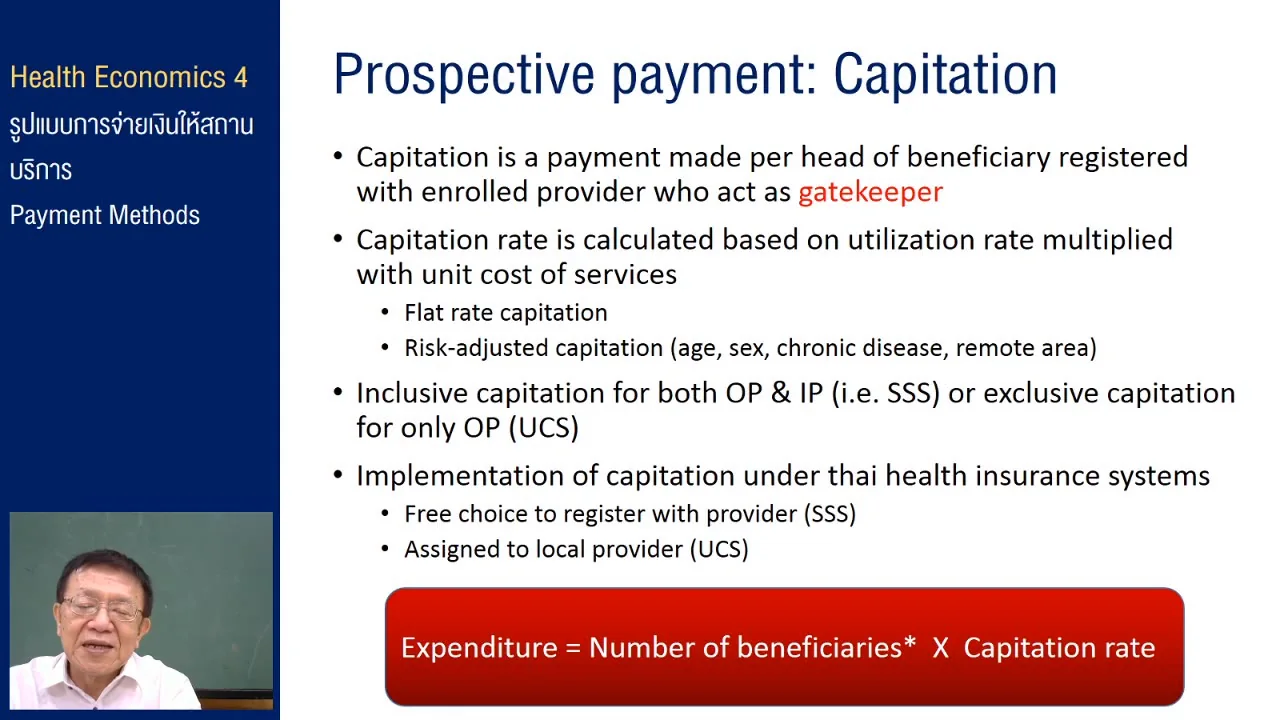 Health Economics 4
รูปแบบการจ่ายเงินให้สถาน
บริการ
Payment Methods
Prospective payment: Capitation
• Capitation is a payment made per head of beneficiary registered
with enrolled provider who act as gatekeeper
• Capitation rate is calculated based on utilization rate multiplied
with unit cost of services
• Flat rate capitation
• Risk-adjusted capitation (age, sex, chronic disease, remote area)
• Inclusive capitation for both OP & IP (i.e. SSS) or exclusive capitation
for only OP (UCS)
• Implementation of capitation under thai health insurance systems
• Free choice to register with provider (SSS)
• Assigned to local provider (UCS)
Expenditure = Number of beneficiaries* X Capitation rate